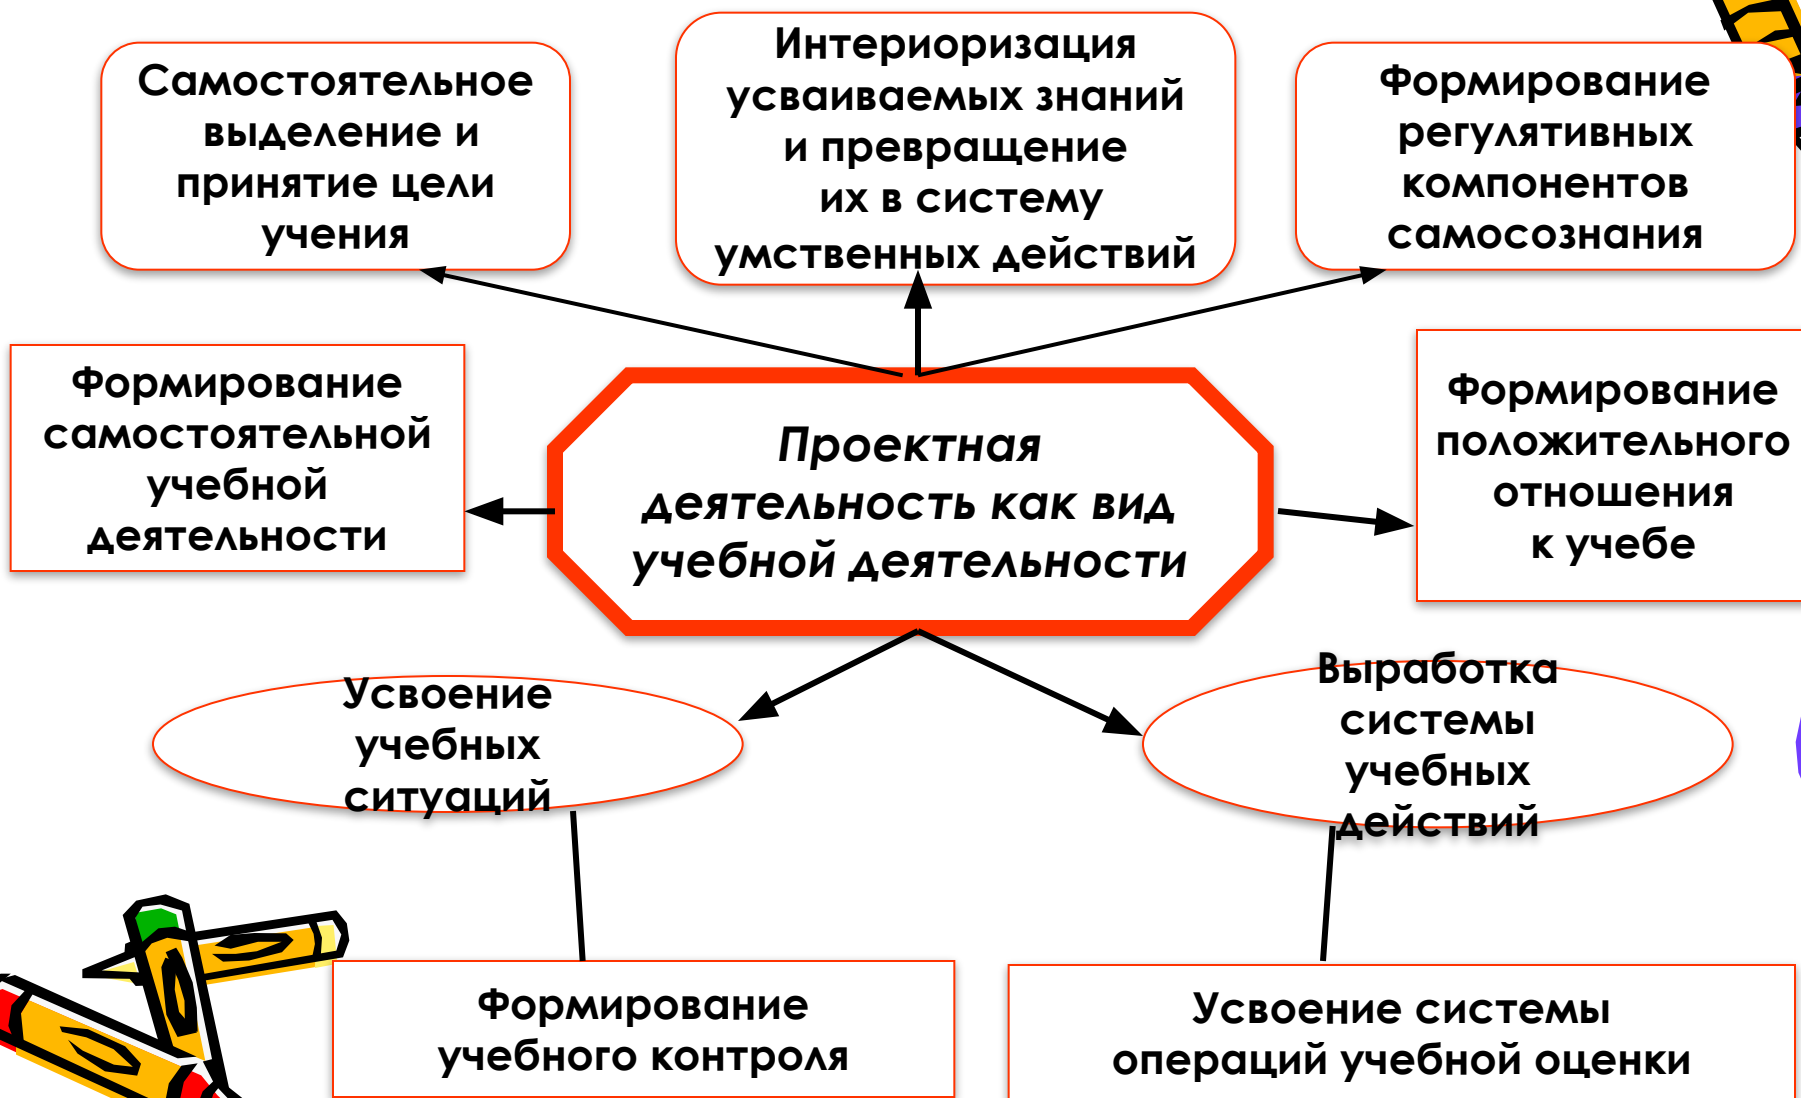 Самостоятельное
выделение и
принятие цели
учения
Интериоризация
усваиваемых знаний
и превращение
их в систему
умственных действий
Формирование
регулятивных
компонентов
самосознания
Формирование
самостоятельной
учебной
деятельности
Проектная
деятельность как вид
учебной деятельности
Формирование
положительного
отношения
к учебе
Усвоение
учебных
ситуаций
Выработка
системы
учебных
действий
Формирование
учебного контроля
Усвоение системы
операций учебной оценки